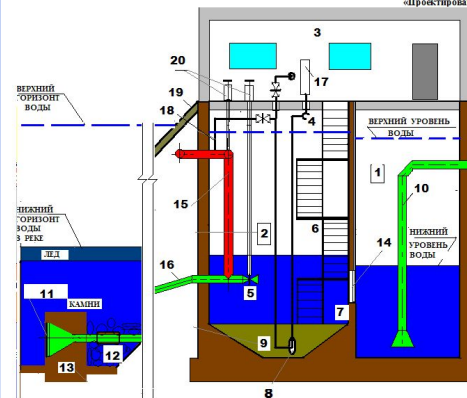 «Проектирова
3
20
17
19
ВЕРХНИЙ
ГОРИЗОНТ
ВОДЫ
18
4
ВЕРХНИЙ УРОВЕНЬ
ВОДЫ
1
10
15
2
6
14
НИЖНИЙ
ГОРИЗОНТ
ВОДЫ
В РЕКЕ
НИЖНИЙ
УРОВЕНЬ
ВОДЫ
ЛЕД
16
5
11
КАМНИ
7
12
9
13
8